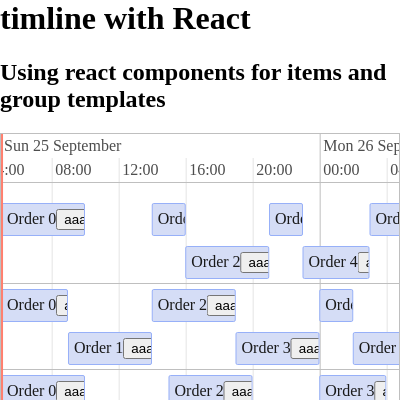 timline with React
Using react components for items and
group templates
Sun 25 September Mon 26 Sep
:00 08:00 12:00 16:00 20:00 00:00 0
Order 0 aaa Orde Orde Ord
Order 2 aaa Order 4 a
Order 0 a Order 2 aaa Orde
Order 1 aaa Order 3 aaa Order
Order 0 aaa Order 2 aaa Order 3 a